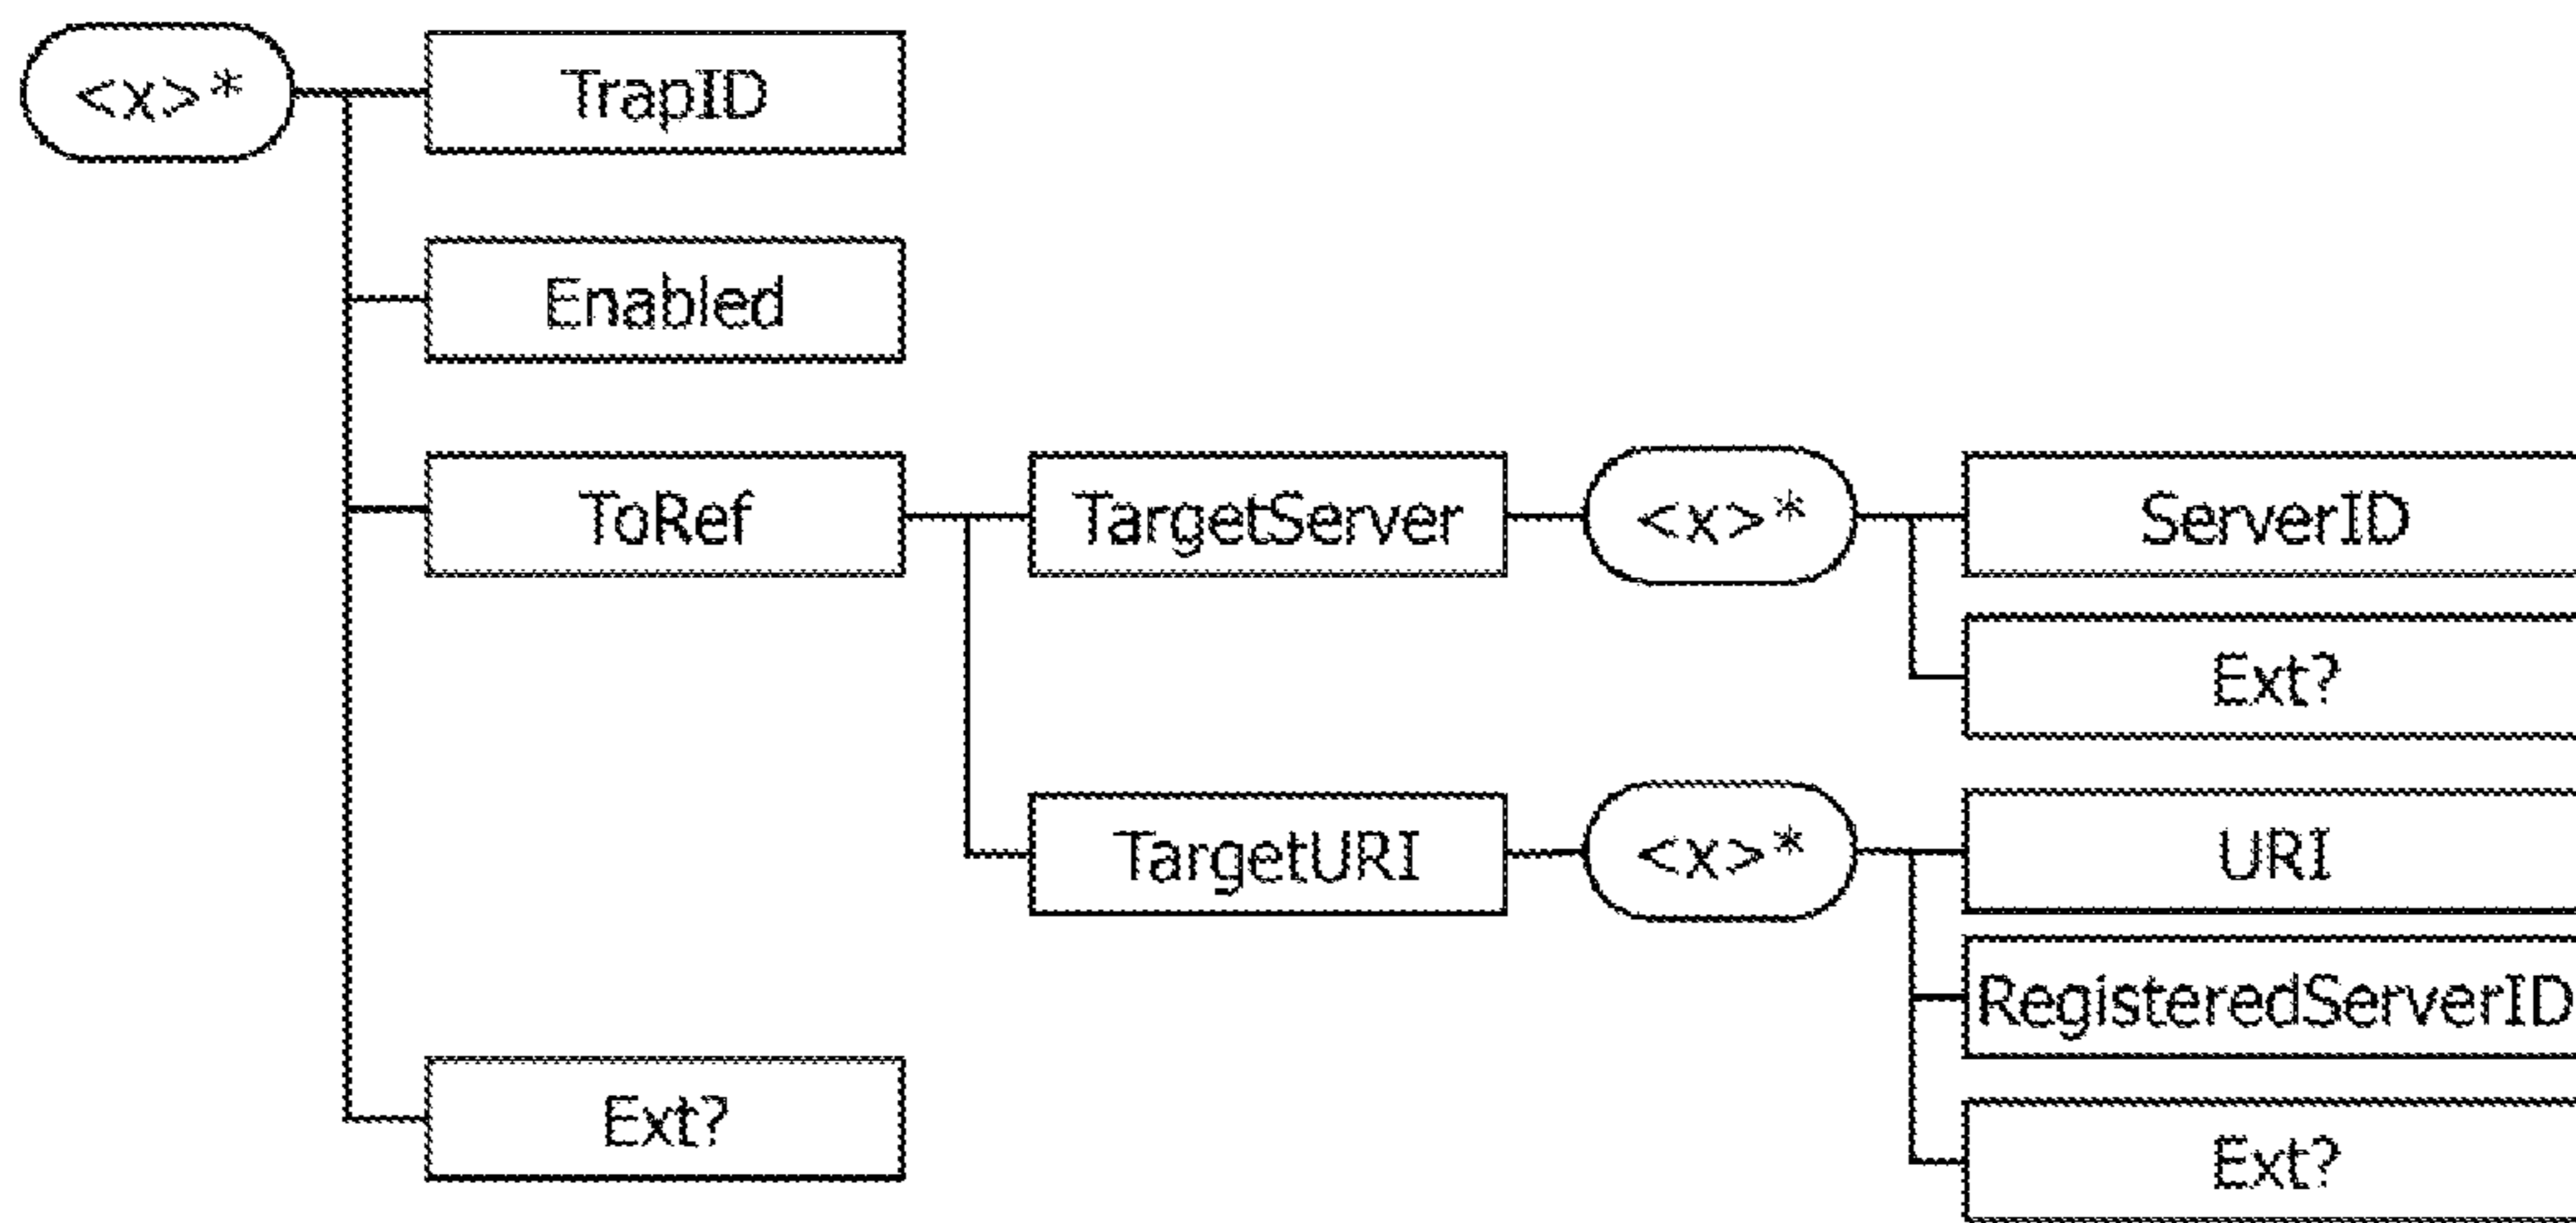 <x>*
TrapID
Enabled
ToRef
TargetServer
<x>*
ServerID
Ext?
TargetURI
<x>*
URI
RegisteredServerID
Ext?
Ext?